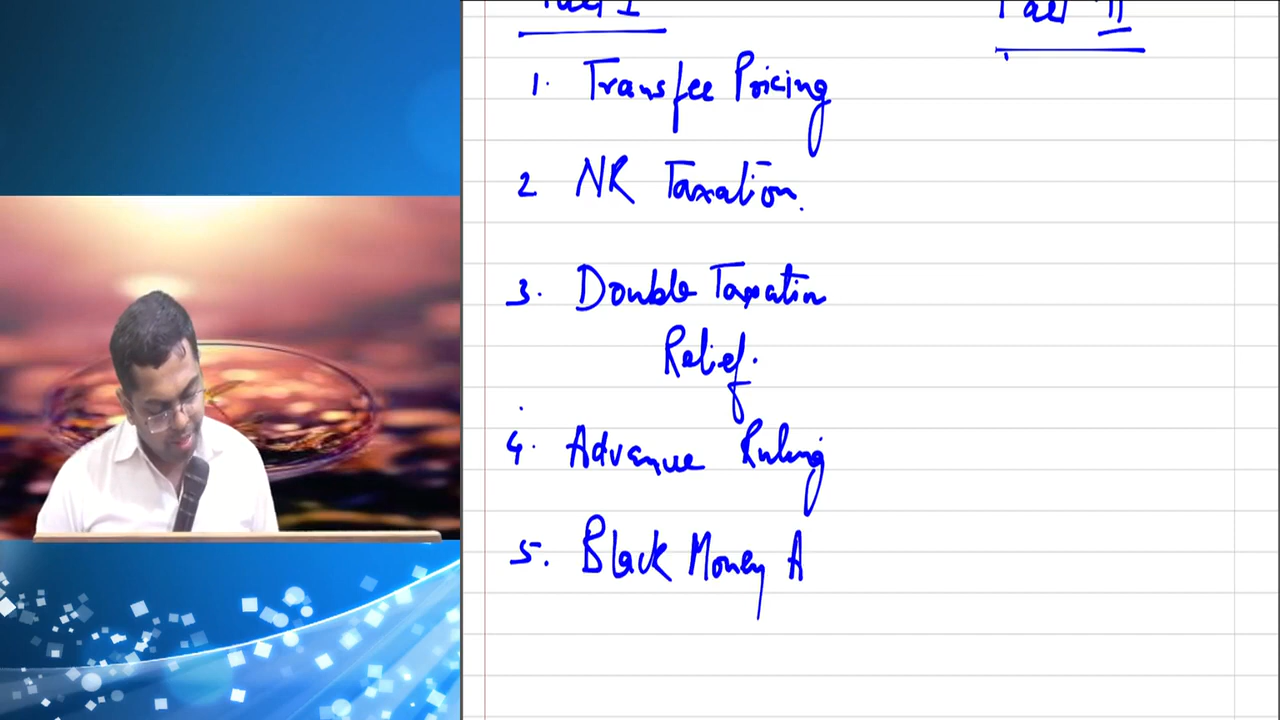 Part I
Part II
1. Transfer Pricing
2 NR Taxation.
3. Double Taxation
Relief.
4. Advance Ruling
5. Black Money A